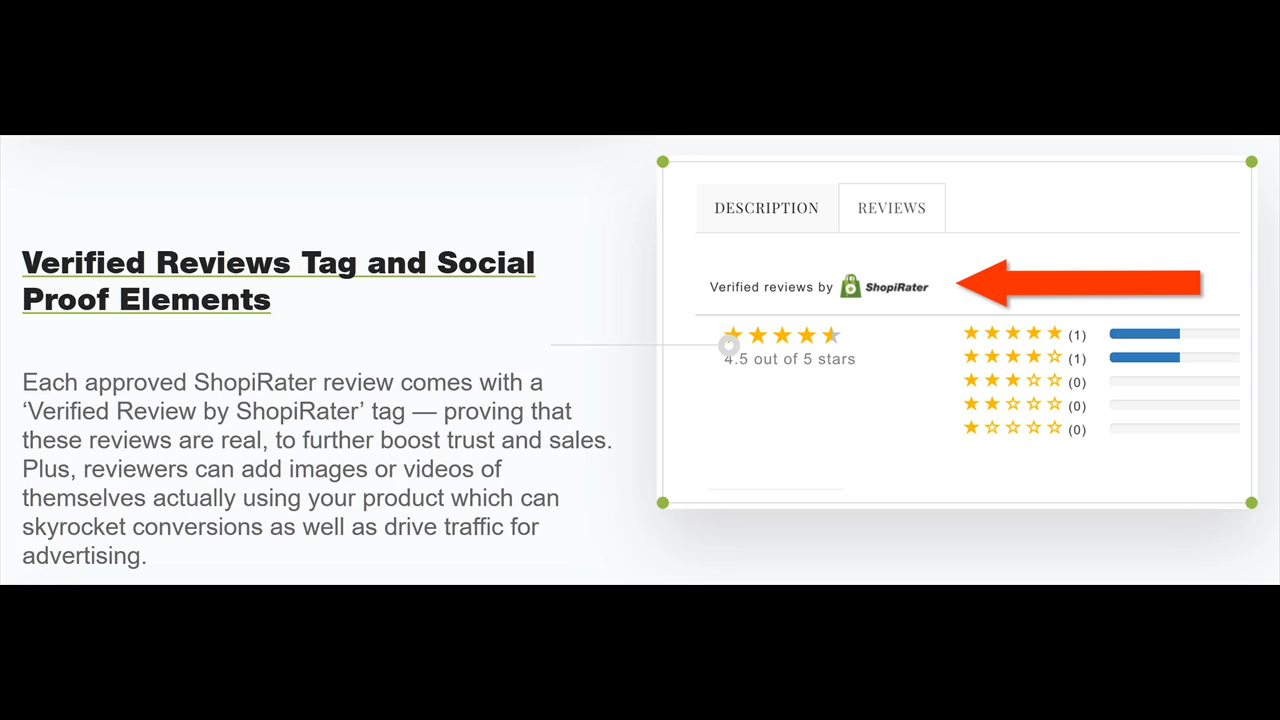 Verified Reviews Tag and Social
Proof Elements
Each approved ShopiRater review comes with a
‘Verified Review by ShopiRater’ tag — proving that
these reviews are real, to further boost trust and sales.
Plus, reviewers can add images or videos of
themselves actually using your product which can
skyrocket conversions as well as drive traffic for
advertising.
DESCRIPTION REVIEWS
Verified reviews by ShopiRater
4.5 out of 5 stars
(1)
(1)
(0)
(0)
(0)